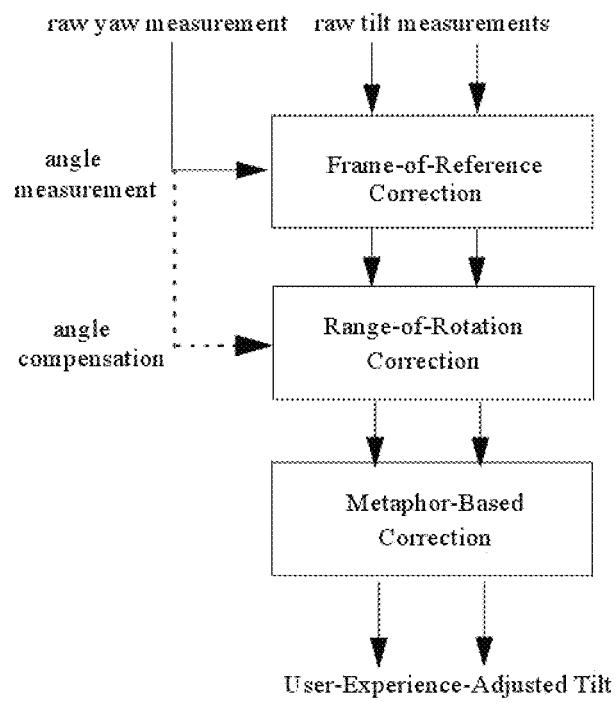 raw yaw measurement
raw tilt measurements
angle
measurement
Frame-of-Reference
Correction
angle
compensation
Range-of-Rotation
Correction
Metaphor-Based
Correction
User-Experience-Adjusted Tilt